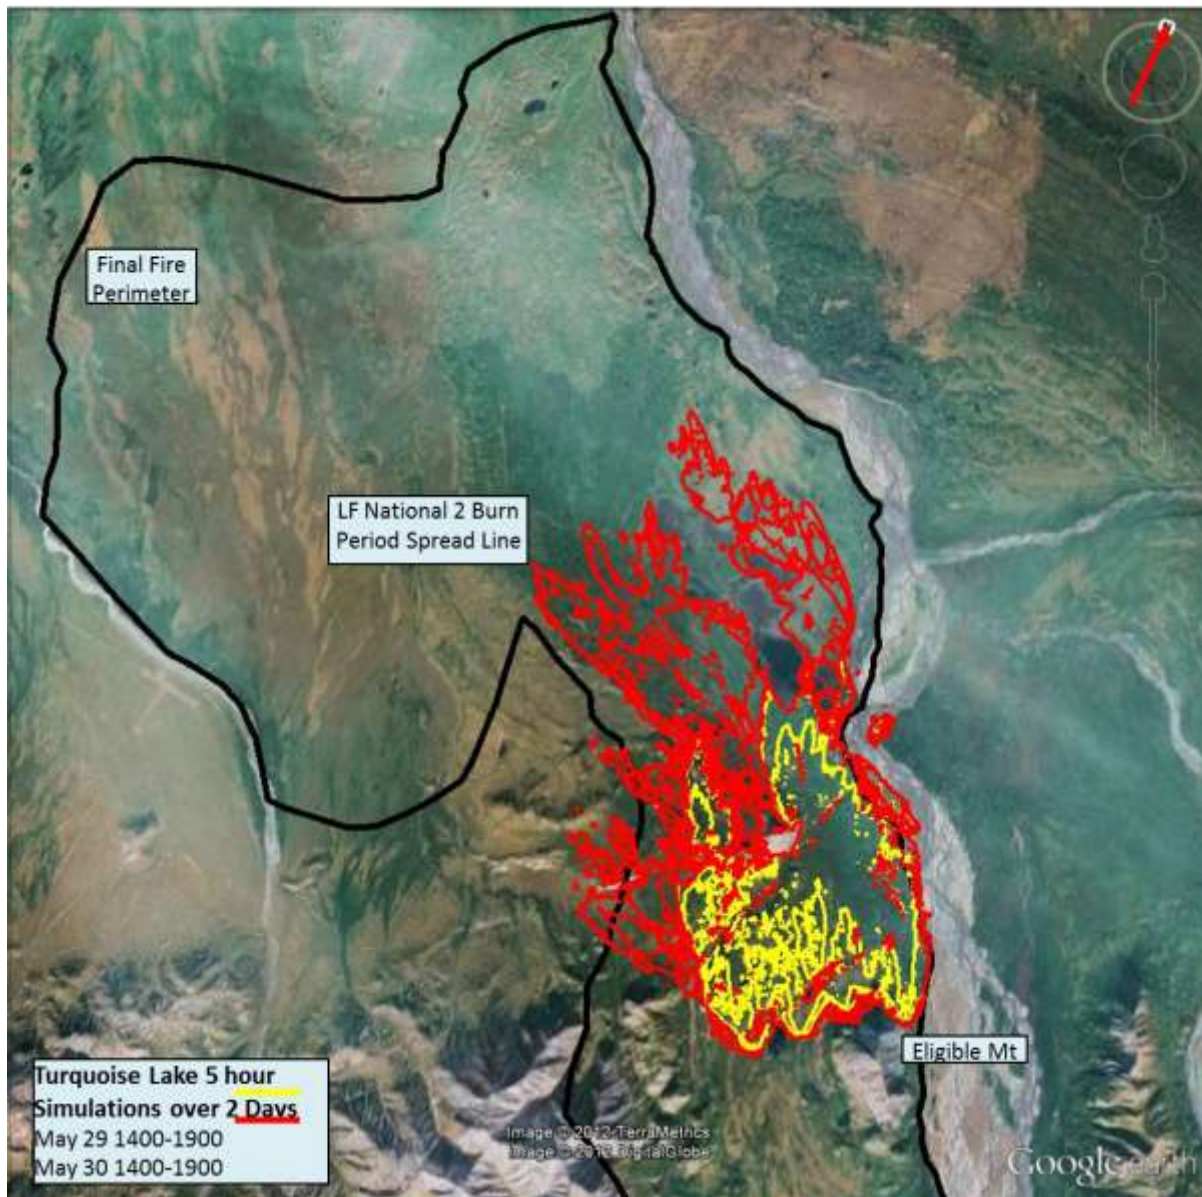 Final Fire
Perimeter
LF National 2 Burn
Period Spread Line
Eligible Mt
Turquoise Lake 5 hour
Simulations over 2 Days
May 29 1400-1900
May 30 1400-1900
Image © 2012 TerraMetrics
Image © 2012 DigitalGlobe
Google earth